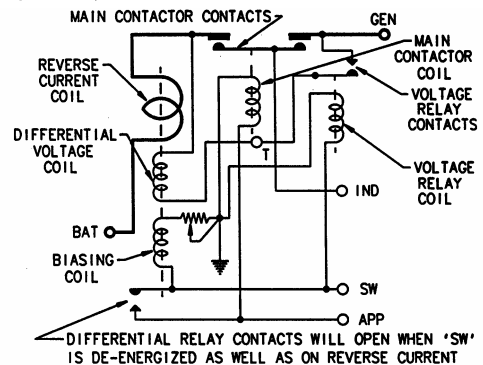 MAIN CONTACTOR CONTACTS
GEN
MAIN
CONTACTOR
COIL
REVERSE
CURRENT
COIL
VOLTAGE
RELAY
CONTACTS
DIFFERENTIAL
VOLTAGE
COIL
T
VOLTAGE
RELAY
COIL
IND
BAT
BIASING
COIL
SW
APP
DIFFERENTIAL RELAY CONTACTS WILL OPEN WHEN 'SW'
IS DE-ENERGIZED AS WELL AS ON REVERSE CURRENT